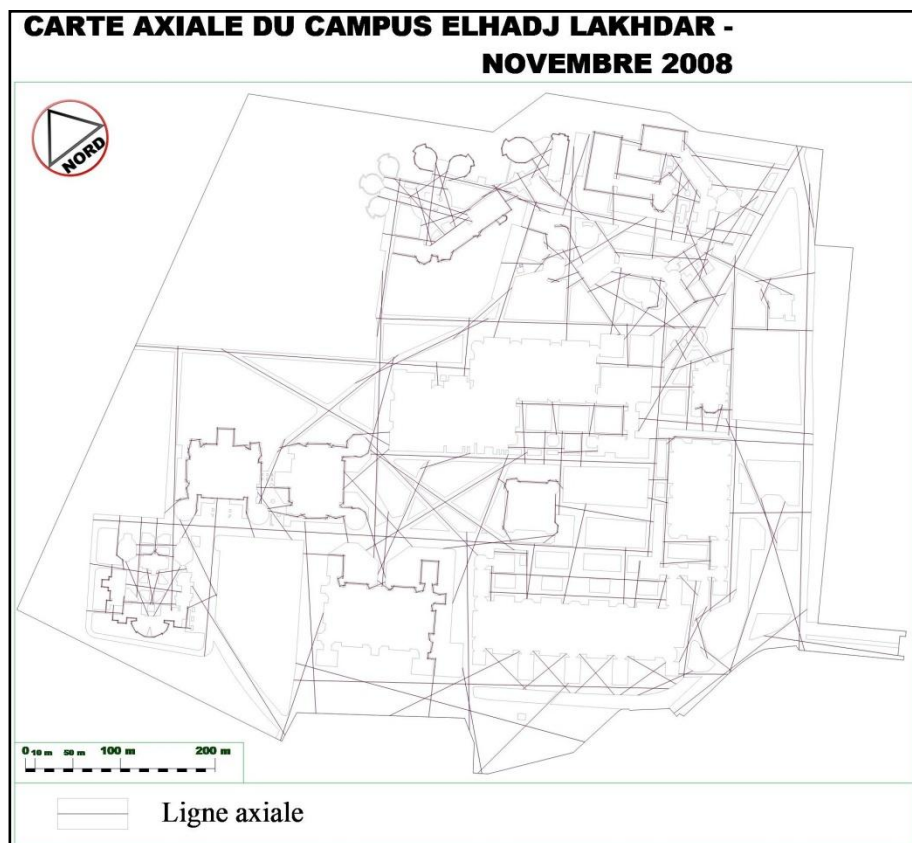 CARTE AXIALE DU CAMPUS ELHADJ LAKHDAR -
NOVEMBRE 2008
NORD
0 10 m 50 m 100 m 200 m
Ligne axiale